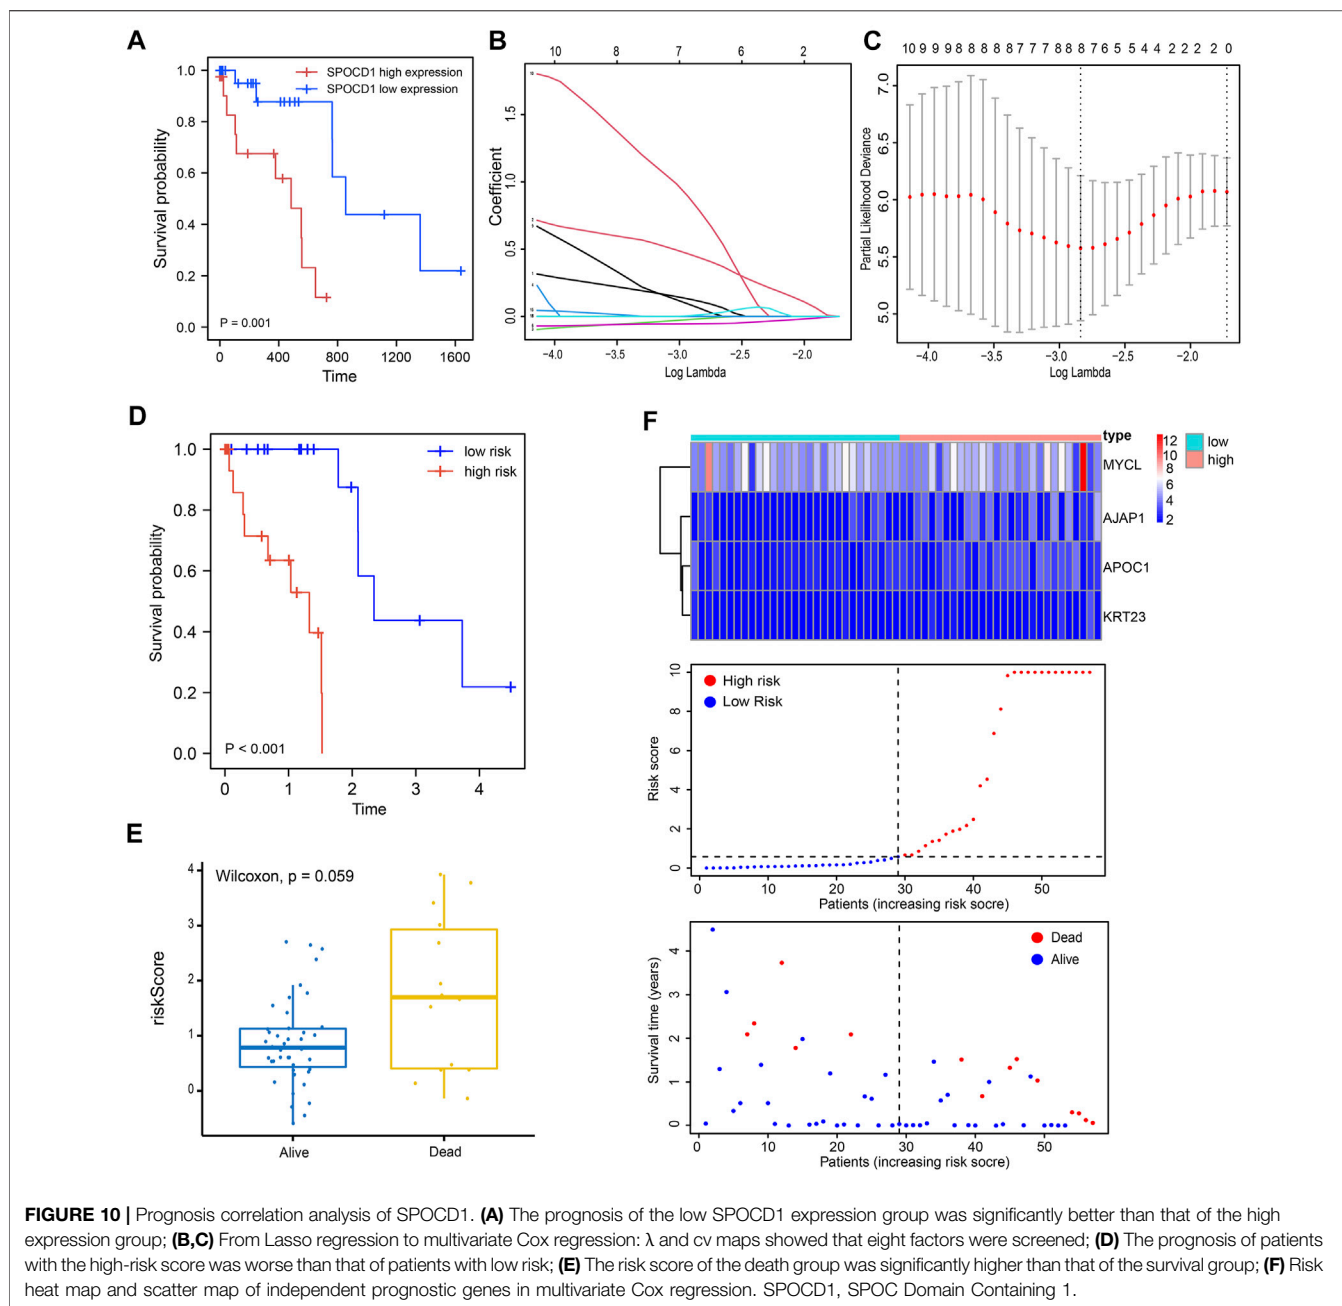 A
SPOCD1 high expression
SPOCD1 low expression
Survival probability
1.0
0.8
0.6
0.4
0.2
0.0
P = 0.001
0 400 800 1200 1600
Time
B
10 8 7 6 2
Coefficient
1.5
1.0
0.5
0.0
−4.0 −3.5 −3.0 −2.5 −2.0
Log Lambda
C
10 9 9 9 8 8 8 8 8 7 7 7 8 8 8 7 6 5 5 4 4 2 2 2 2 0
Partial Likelihood Deviance
7.0
6.5
6.0
5.5
5.0
−4.0 −3.5 −3.0 −2.5 −2.0
Log Lambda
D
low risk
high risk
Survival probability
1.0
0.8
0.6
0.4
0.2
0.0
P < 0.001
0 1 2 3 4
Time
E
Wilcoxon, p = 0.059
riskScore
4
3
2
1
0
Alive Dead
F
type
MYCL
AJAP1
APOC1
KRT23
12
10
8
6
4
2
low
high
High risk
Low Risk
Risk score
10
8
6
4
2
0
0 10 20 30 40 50
Patients (increasing risk socre)
Dead
Alive
Survival time (years)
4
3
2
1
0
0 10 20 30 40 50
Patients (increasing risk socre)
FIGURE 10 | Prognosis correlation analysis of SPOCD1. (A) The prognosis of the low SPOCD1 expression group was significantly better than that of the high
expression group; (B,C) From Lasso regression to multivariate Cox regression: λ and cv maps showed that eight factors were screened; (D) The prognosis of patients
with the high-risk score was worse than that of patients with low risk; (E) The risk score of the death group was significantly higher than that of the survival group; (F) Risk
heat map and scatter map of independent prognostic genes in multivariate Cox regression. SPOCD1, SPOC Domain Containing 1.